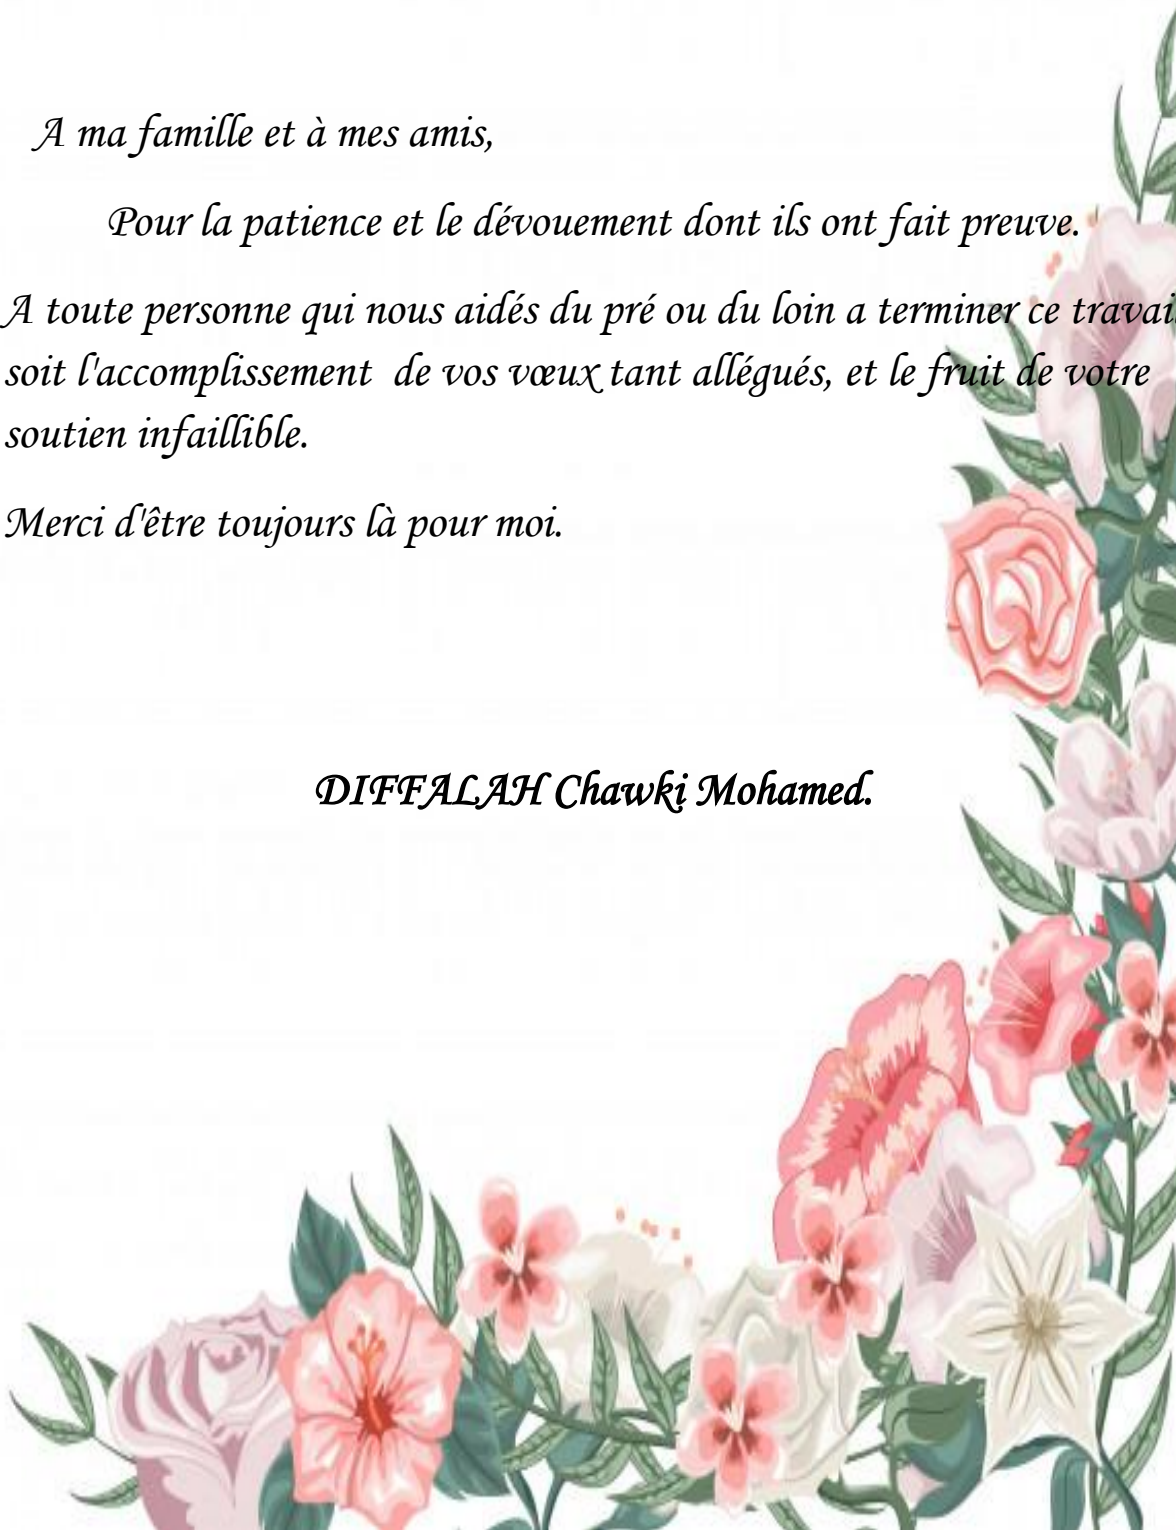 A ma famille et à mes amis,
Pour la patience et le dévouement dont ils ont fait preuve.
A toute personne qui nous aidés du pré ou du loin a terminer ce travail
soit l'accomplissement de vos vœux tant allégués, et le fruit de votre
soutien infaillible.
Merci d'être toujours là pour moi.
DIFFALAH Chawki Mohamed.